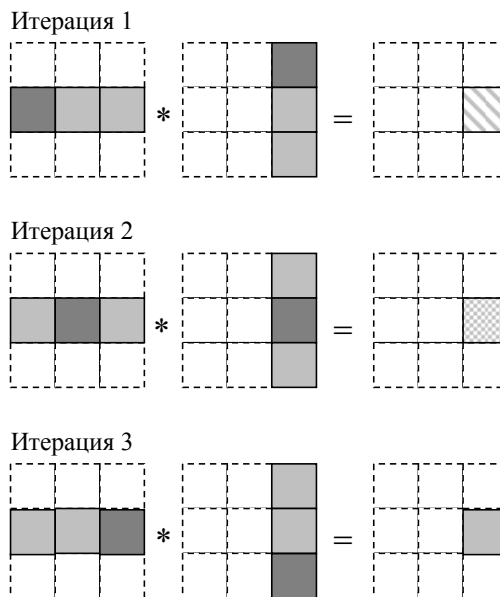 Итерация 1
* =
Итерация 2
* =
Итерация 3
* =